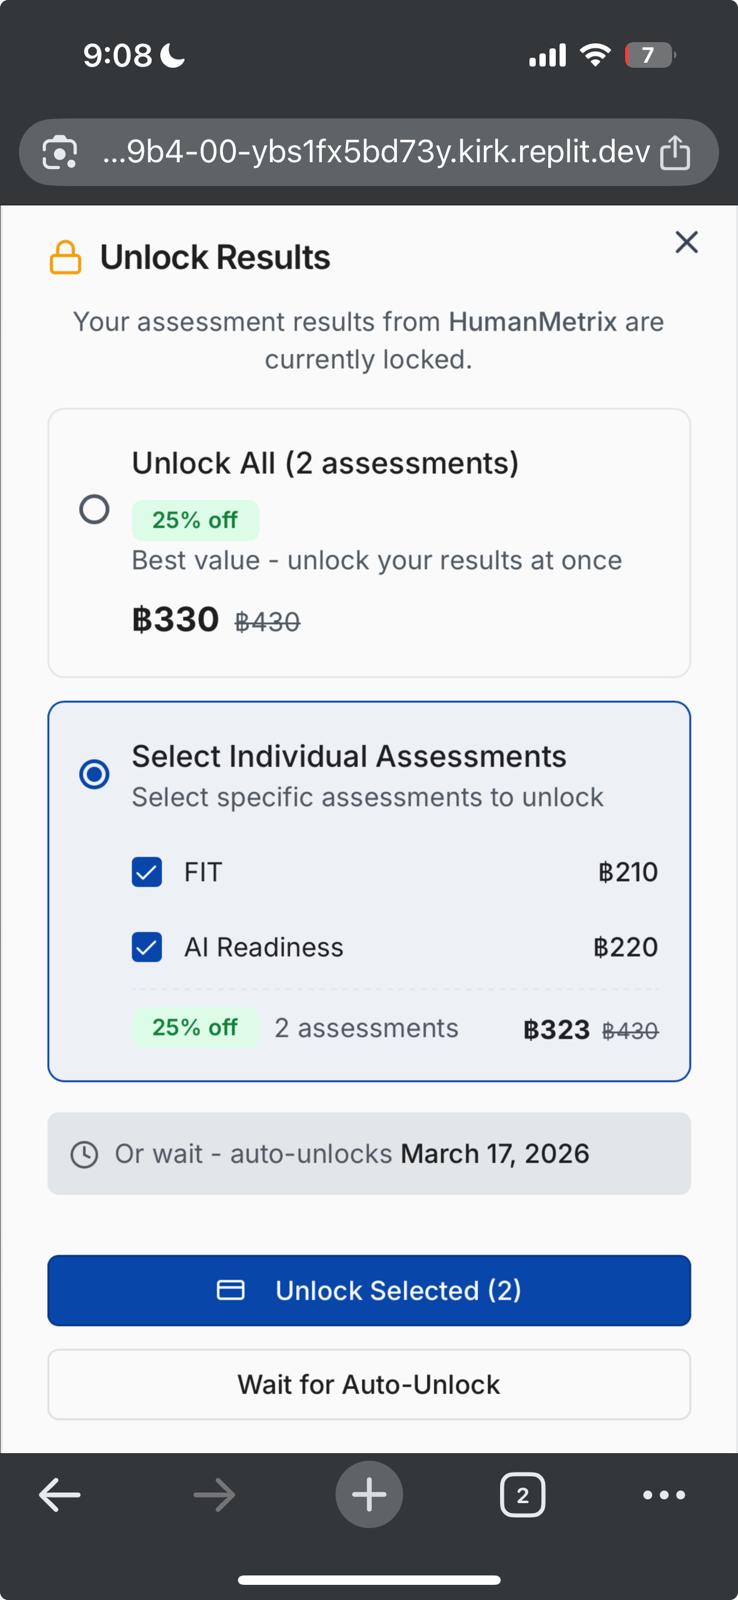 9:08
7
...9b4-00-ybs1fx5bd73y.kirk.replit.dev
Unlock Results
Your assessment results from HumanMetrix are
currently locked.
Unlock All (2 assessments)
25% off
Best value - unlock your results at once
฿330 ฿430
Select Individual Assessments
Select specific assessments to unlock
FIT ฿210
AI Readiness ฿220
25% off 2 assessments ฿323 ฿430
Or wait - auto-unlocks March 17, 2026
Unlock Selected (2)
Wait for Auto-Unlock
2